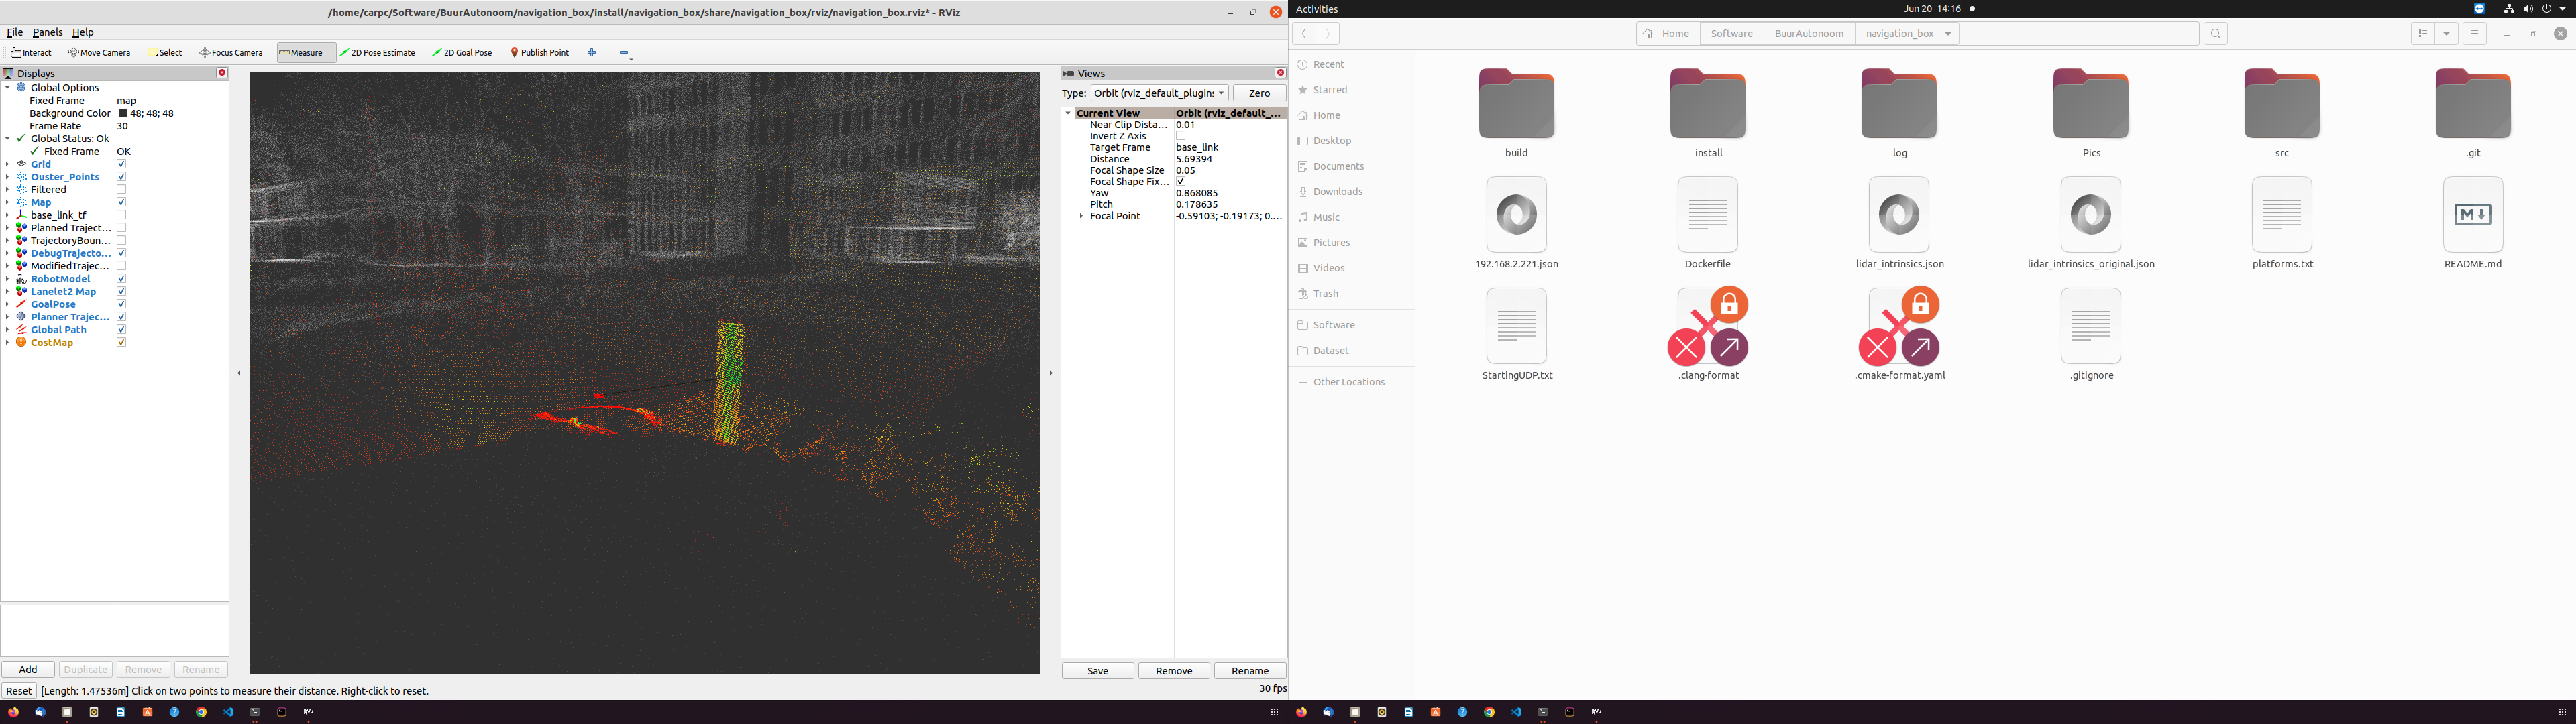 /home/carpc/Software/BuurAutonoom/navigation_box/install/navigation_box/share/navigation_box/rviz/navigation_box.rviz* - RViz
File Panels Help
Interact Move Camera Select Focus Camera Measure 2D Pose Estimate 2D Goal Pose Publish Point
Displays
Global Options
Fixed Frame map
Background Color 48; 48; 48
Frame Rate 30
Global Status: Ok
Fixed Frame OK
Grid
Ouster_Points
Filtered
Map
base_link_tf
Planned Traject...
TrajectoryBoun...
DebugTrajecto...
ModifiedTrajec...
RobotModel
Lanelet2 Map
GoalPose
Planner Trajec...
Global Path
CostMap
Add Duplicate Remove Rename
Reset [Length: 1.47536m] Click on two points to measure their distance. Right-click to reset.
30 fps
Views
Type: Orbit (rviz_default_plugins Zero
Current View Orbit (rviz_default_...
Near Clip Dista... 0.01
Invert Z Axis
Target Frame base_link
Distance 5.69394
Focal Shape Size 0.05
Focal Shape Fix...
Yaw 0.868085
Pitch 0.178635
Focal Point -0.59103; -0.19173; 0....
Save Remove Rename
Activities
Jun 20 14:16
Home Software BuurAutonoom navigation_box
Recent
Starred
Home
Desktop
Documents
Downloads
Music
Pictures
Videos
Trash
Software
Dataset
Other Locations
build install log Pics src .git
192.168.2.221.json Dockerfile lidar_intrinsics.json lidar_intrinsics_original.json platforms.txt README.md
StartingUDP.txt .clang-format .cmake-format.yaml .gitignore